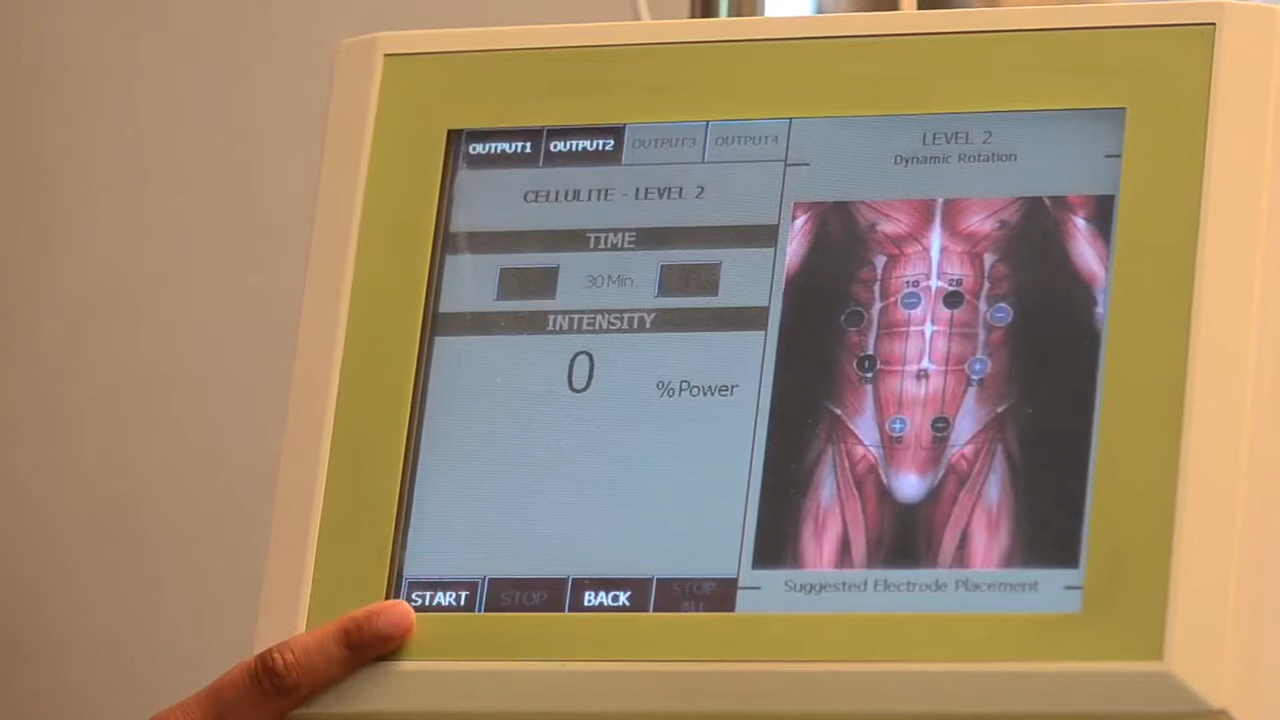 OUTPUT1 OUTPUT2 OUTPUT3 OUTPUT4
CELLULITE - LEVEL 2
TIME
30 Min
INTENSITY
0
% Power
START STOP BACK STOP ALL
LEVEL 2
Dynamic Rotation
Suggested Electrode Placement